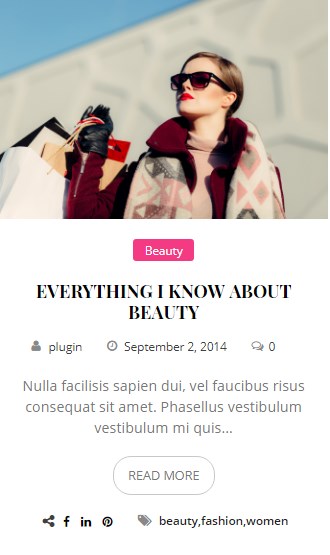 Beauty
EVERYTHING I KNOW ABOUT
BEAUTY
plugin September 2, 2014 0
Nulla facilisis sapien dui, vel faucibus risus
consequat sit amet. Phasellus vestibulum
vestibulum mi quis...
READ MORE
beauty,fashion,women